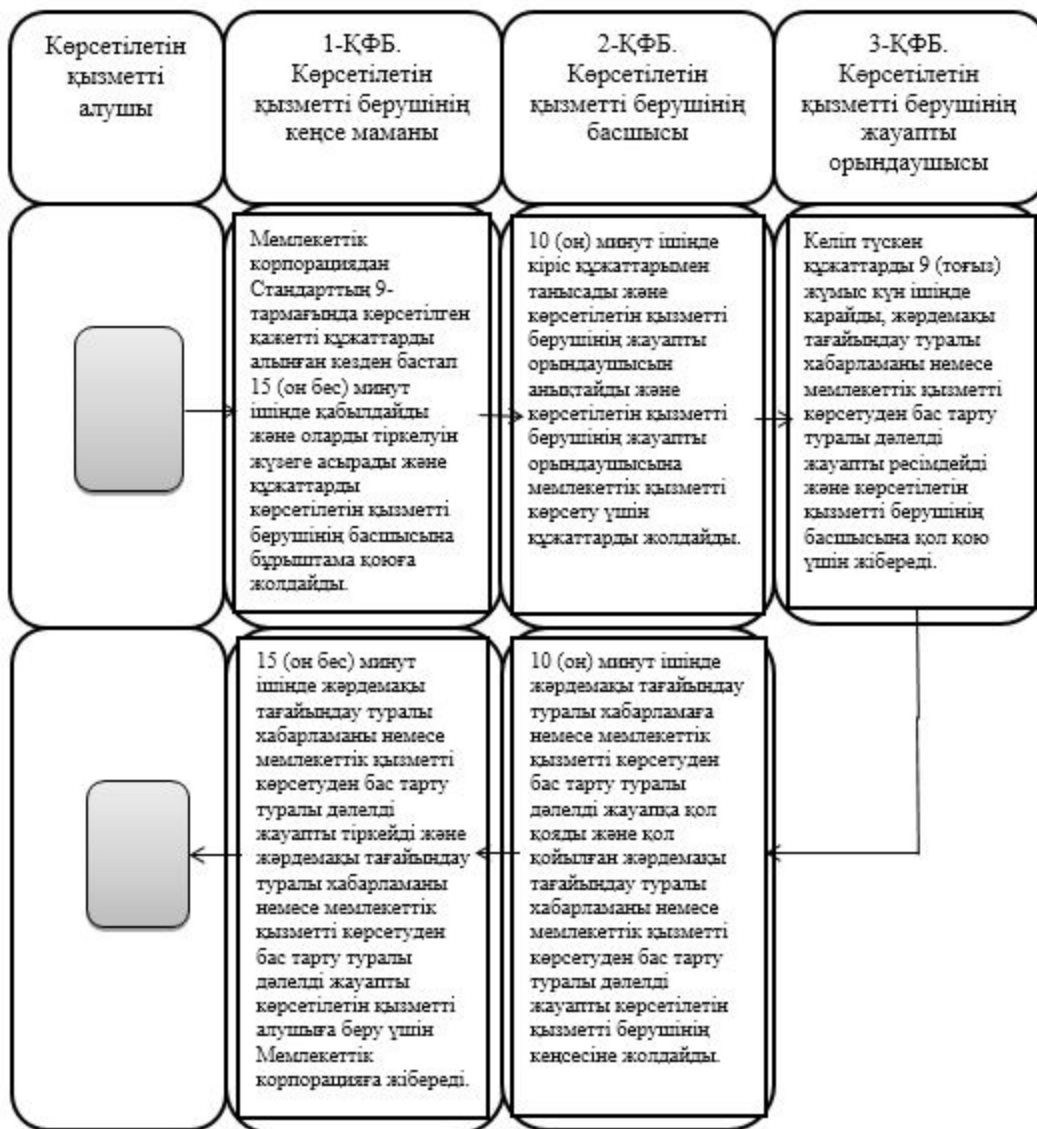 Көрсетілетін
қызметті
алушы
1-ҚФБ.
Көрсетілетін
қызметті берушінің
кеңсе маманы
2-ҚФБ.
Көрсетілетін
қызметті берушінің
басшысы
3-ҚФБ.
Көрсетілетін
қызметті берушінің
жауапты
орындаушысы
Мемлекеттік
корпорациядан
Стандарттың 9-
тармағында көрсетілген
қажетті құжаттарды
алынған кезден бастап
15 (он бес) минут
ішінде қабылдайды
және оларды тіркелуін
жүзеге асырады және
құжаттарды
көрсетілетін қызметті
берушінің басшысына
бұрыштама қоюға
жолдайды.
10 (он) минут ішінде
кіріс құжаттарымен
танысады және
көрсетілетін қызметті
берушінің жауапты
орындаушысын
анықтайды және
көрсетілетін қызметті
берушінің жауапты
орындаушысына
мемлекеттік қызметті
көрсету үшін
құжаттарды жолдайды.
Келіп түскен
құжаттарды 9 (тоғыз)
жұмыс күн ішінде
қарайды, жәрдемақы
тағайындау туралы
хабарламаны немесе
мемлекеттік қызметті
көрсетуден бас тарту
туралы дәлелді
жауапты ресімдейді
және көрсетілетін
қызметті берушінің
басшысына қол қою
үшін жібереді.
15 (он бес) минут
ішінде жәрдемақы
тағайындау туралы
хабарламаны немесе
мемлекеттік қызметті
көрсетуден бас тарту
туралы дәлелді
жауапты тіркейді және
жәрдемақы тағайындау
туралы хабарламаны
немесе мемлекеттік
қызметті көрсетуден
бас тарту туралы
дәлелді жауапты
көрсетілетін қызметті
алушыға беру үшін
Мемлекеттік
корпорацияға жібереді.
10 (он) минут ішінде
жәрдемақы тағайындау
туралы хабарламаға
немесе мемлекеттік
қызметті көрсетуден
бас тарту туралы
дәлелді жауапқа қол
қояды және қол
қойылған жәрдемақы
тағайындау туралы
хабарламаны немесе
мемлекеттік қызметті
көрсетуден бас тарту
туралы дәлелді
жауапты көрсетілетін
қызметті берушінің
кеңсесіне жолдайды.